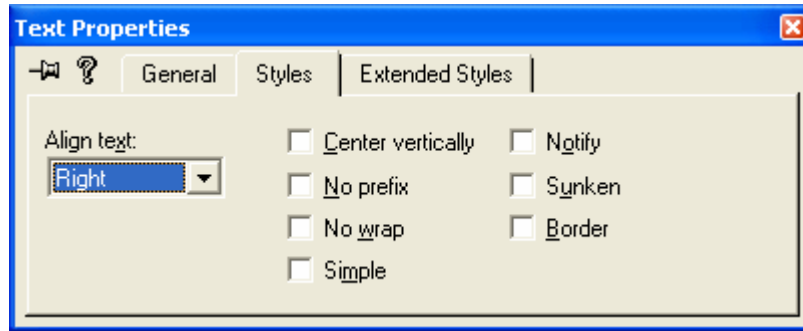 Text Properties
General Styles Extended Styles
Align text:
Right
Center vertically
No prefix
No wrap
Simple
Notify
Sunken
Border